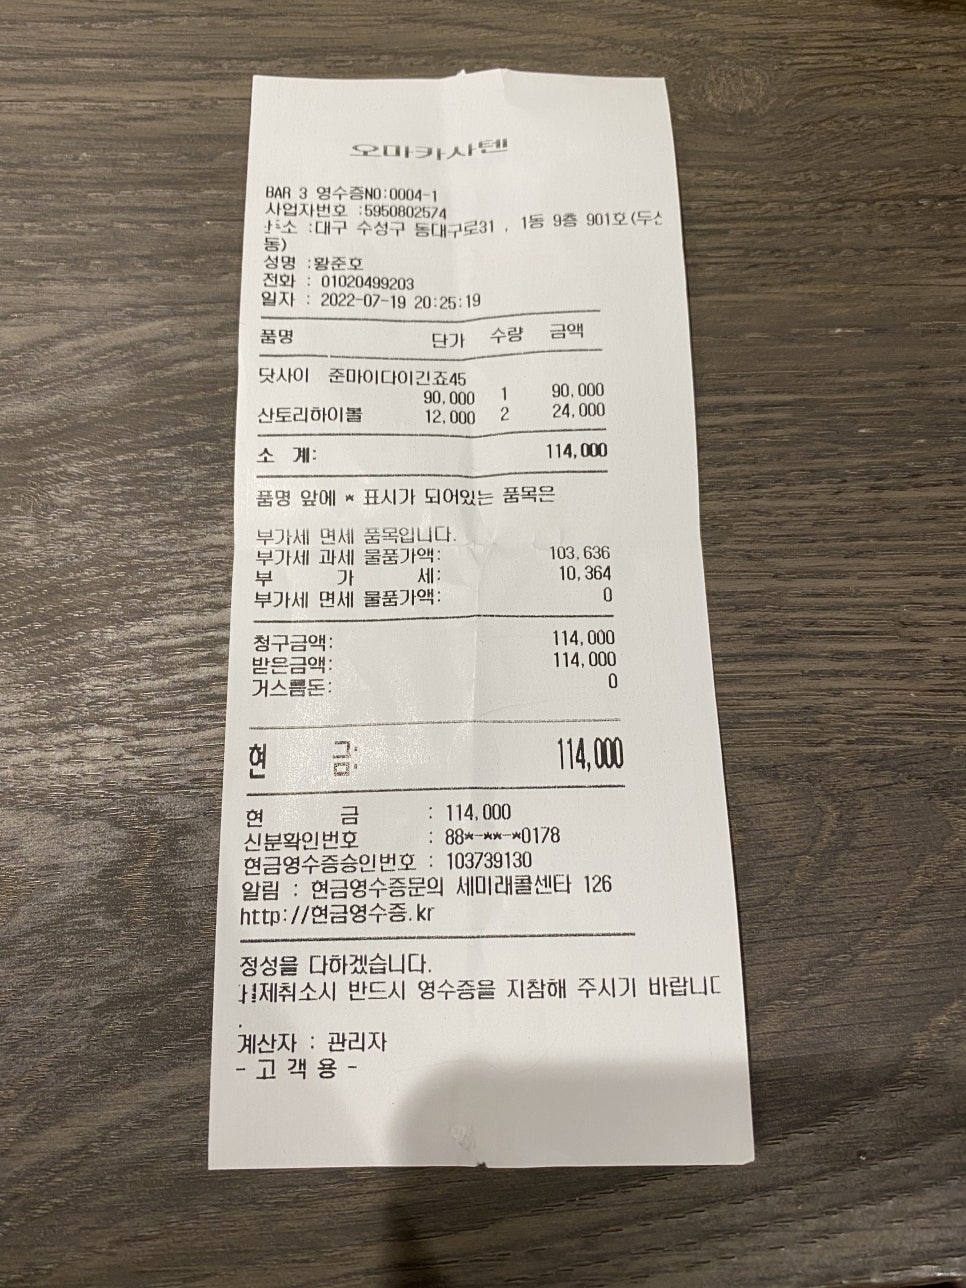 오마카사텐
BAR 3 영수증NO:0004-1
사업자번호 :5950802574
주소 :대구 수성구 동대구로31 , 1동 9층 901호(두산
동)
성명 :황준호
전화 : 01020499203
일자 : 2022-07-19 20:25:19
품명 단가 수량 금액
닷사이 준마이다이긴죠45
90,000 1 90,000
산토리하이볼 12,000 2 24,000
소 계: 114,000
품명 앞에 * 표시가 되어있는 품목은
부가세 면세 품목입니다.
부가세 과세 물품가액: 103,636
부 가 세: 10,364
부가세 면세 물품가액: 0
청구금액: 114,000
받은금액: 114,000
거스름돈: 0
현 금: 114,000
현 금 : 114,000
신분확인번호 : 88*-**-*0178
현금영수증승인번호 : 103739130
알림 : 현금영수증문의 세미래콜센타 126
http://현금영수증.kr
정성을 다하겠습니다.
반드시 영수증을 지참해 주시기
.
계산자 : 관리자
- 고 객 용 -